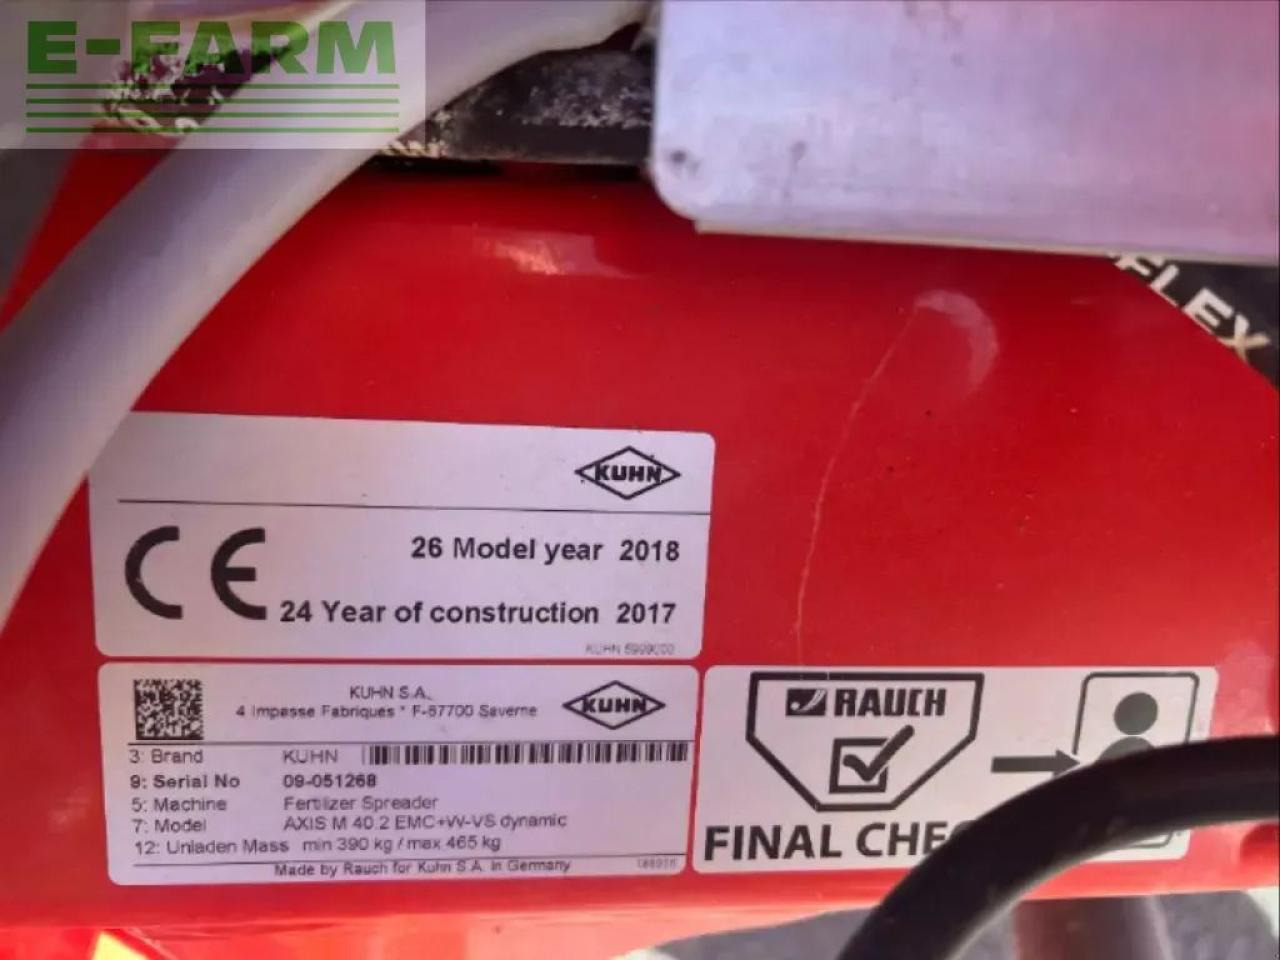 E-FARM
FLEX
KUHN
CE
26 Model year 2018
24 Year of construction 2017
KUHN S.A.
4 Impasse Fabriques * F-67700 Saverne
KUHN
3: Brand KUHN
9: Serial No 09-051268
5: Machine Fertilizer Spreader
7: Model AXIS M 40.2 EMC+W-VS dynamic
12: Unladen Mass min 390 kg / max 465 kg
Made by Rauch for Kuhn S.A. in Germany
RAUCH
FINAL CHE